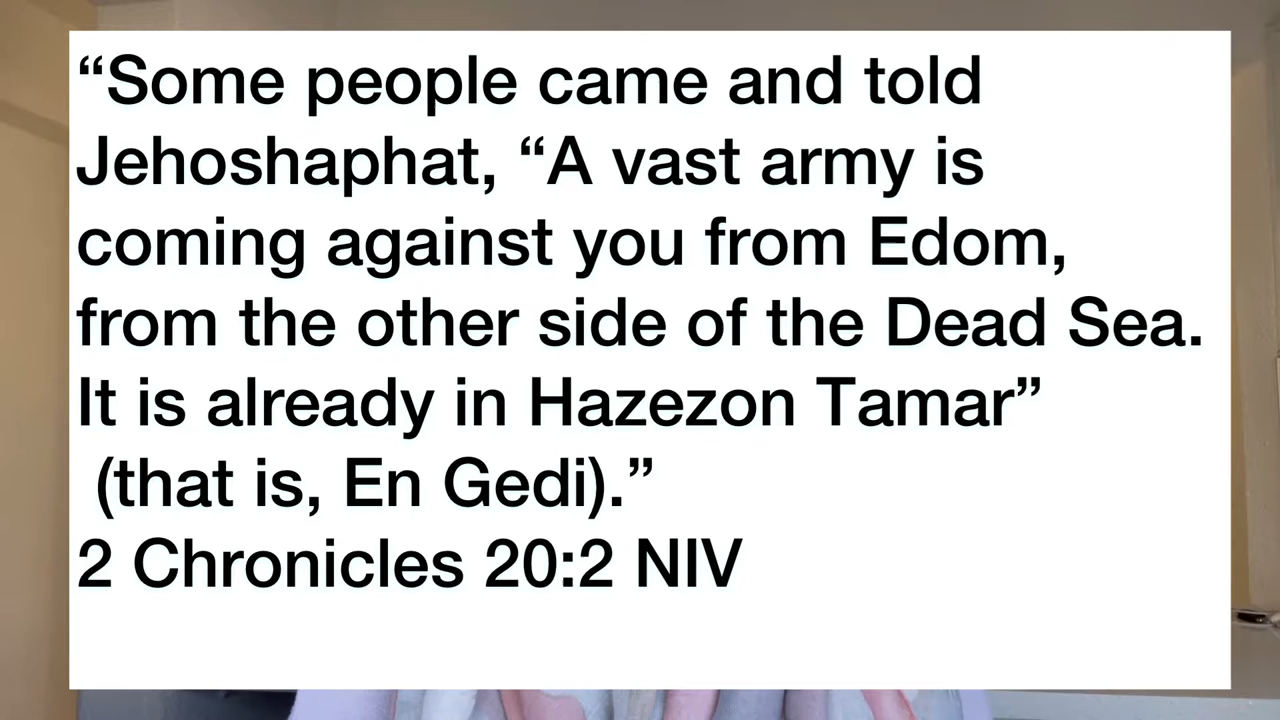 “Some people came and told
Jehoshaphat, “A vast army is
coming against you from Edom,
from the other side of the Dead Sea.
It is already in Hazezon Tamar”
(that is, En Gedi).”
2 Chronicles 20:2 NIV